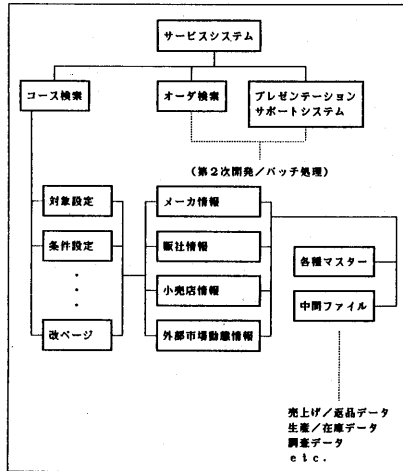 サービスシステム
コース検索
オーダ検索
プレゼンテーション
サポートシステム
(第2次開発/バッチ処理)
対象設定
条件設定
・
・
・
改ページ
メーカ情報
販社情報
小売店情報
外部市場動態情報
各種マスター
中間ファイル
売上げ/返品データ
生産/在庫データ
調査データ
etc.